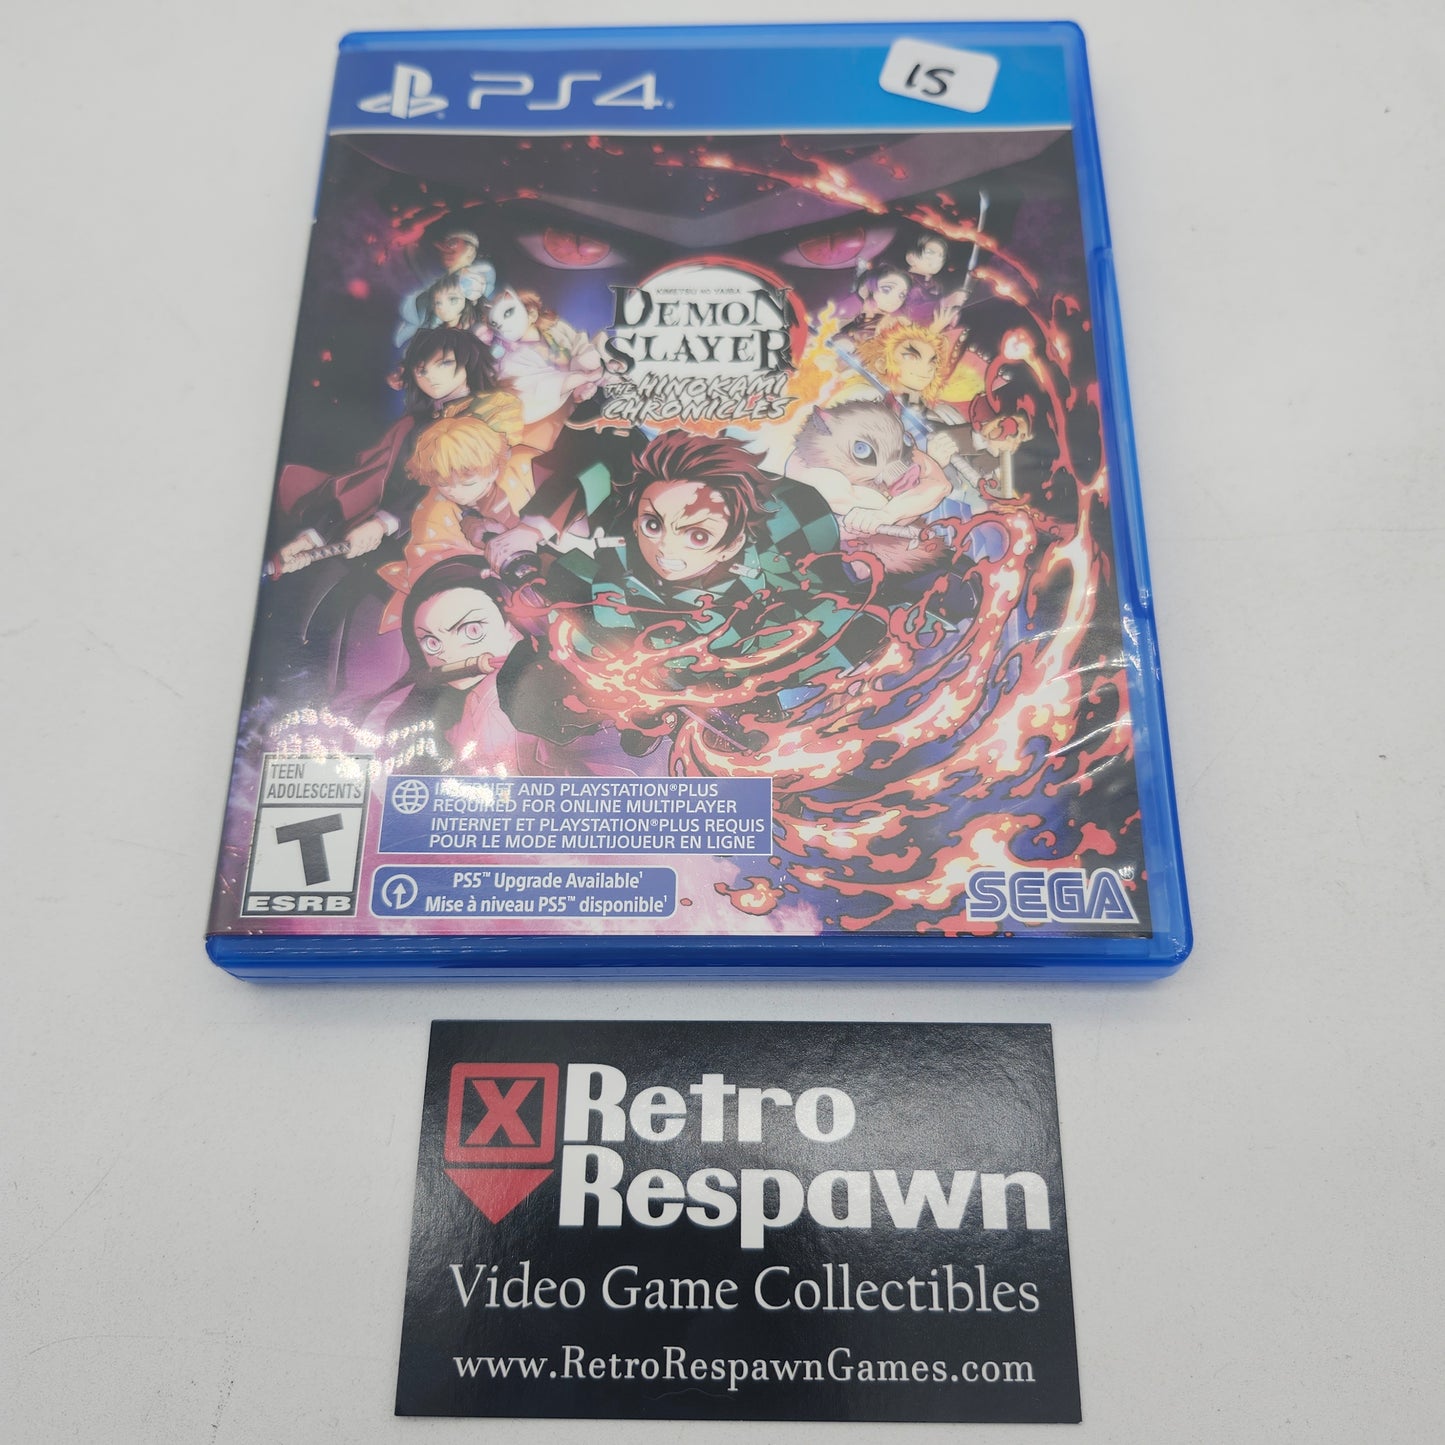 PS4
15
KIMETSU NO YAIBA
DEMON
SLAYER
THE HINOKAMI
CHRONICLES
TEEN
ADOLESCENTS
T
ESRB
INTERNET AND PLAYSTATION®PLUS
REQUIRED FOR ONLINE MULTIPLAYER
INTERNET ET PLAYSTATION®PLUS REQUIS
POUR LE MODE MULTIJOUEUR EN LIGNE
PS5™ Upgrade Available¹
Mise à niveau PS5™ disponible¹
SEGA®
X Retro
Respawn
Video Game Collectibles
www.RetroRespawnGames.com